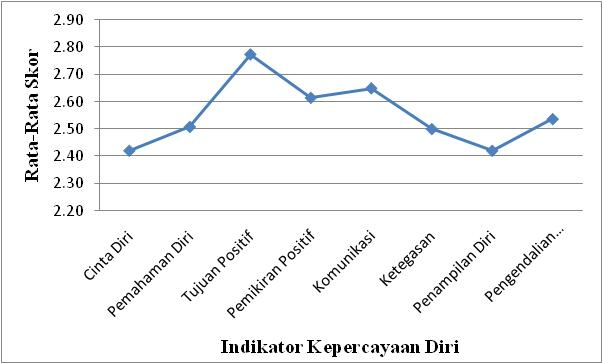 2.90
2.80
2.70
2.60
2.50
2.40
2.30
2.20
Rata-Rata Skor
Cinta Diri
Pemahaman Diri
Tujuan Positif
Pemikiran Positif
Komunikasi
Ketegasan
Penampilan Diri
Pengendalian...
Indikator Kepercayaan Diri